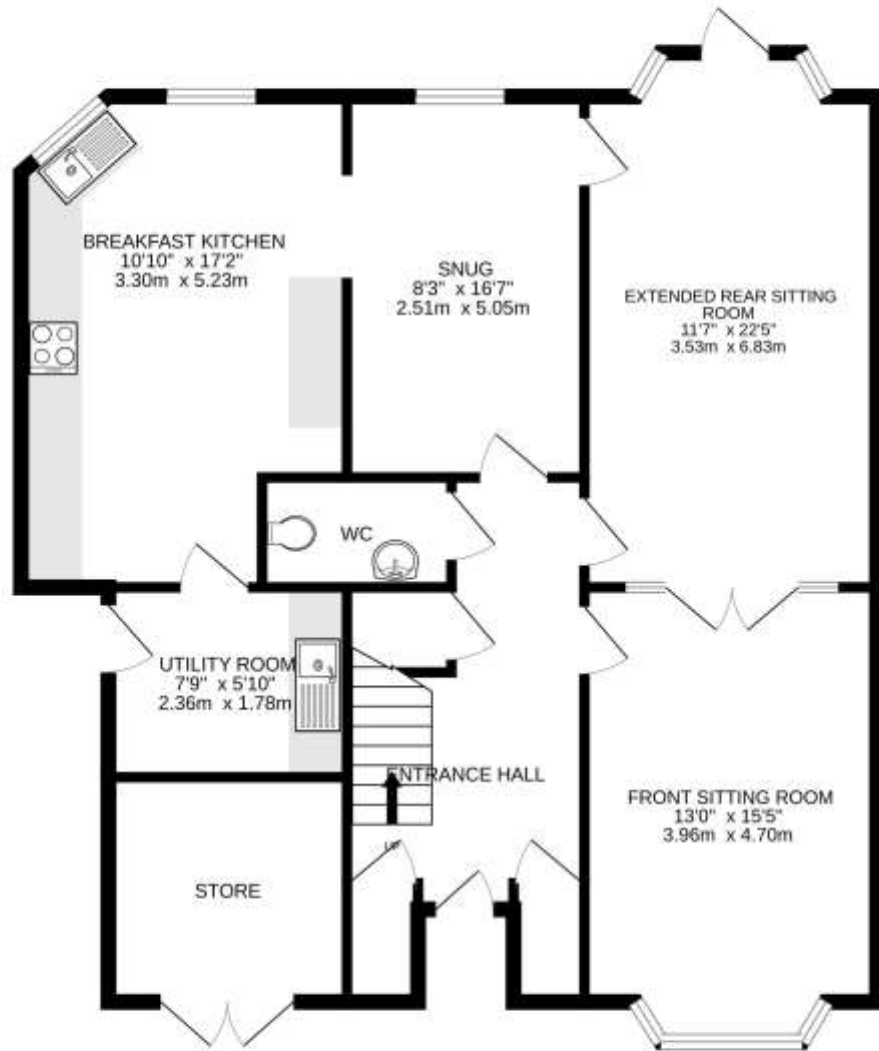 BREAKFAST KITCHEN
10'10" x 17'2"
3.30m x 5.23m
SNUG
8'3" x 16'7"
2.51m x 5.05m
EXTENDED REAR SITTING
ROOM
11'7" x 22'5"
3.53m x 6.83m
WC
UTILITY ROOM
7'9" x 5'10"
2.36m x 1.78m
ENTRANCE HALL
FRONT SITTING ROOM
13'0" x 15'5"
3.96m x 4.70m
UP
STORE